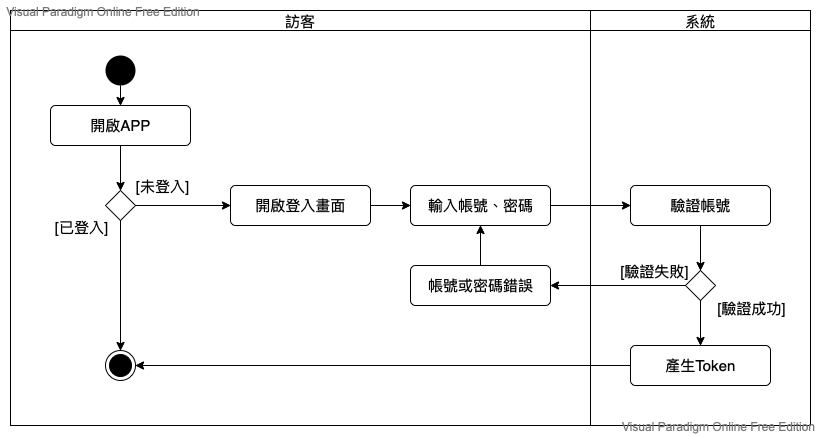 Visual Paradigm Online Free Edition
訪客
系統
開啟APP
[未登入]
[已登入]
開啟登入畫面
輸入帳號、密碼
驗證帳號
帳號或密碼錯誤
[驗證失敗]
[驗證成功]
產生Token
Visual Paradigm Online Free Edition